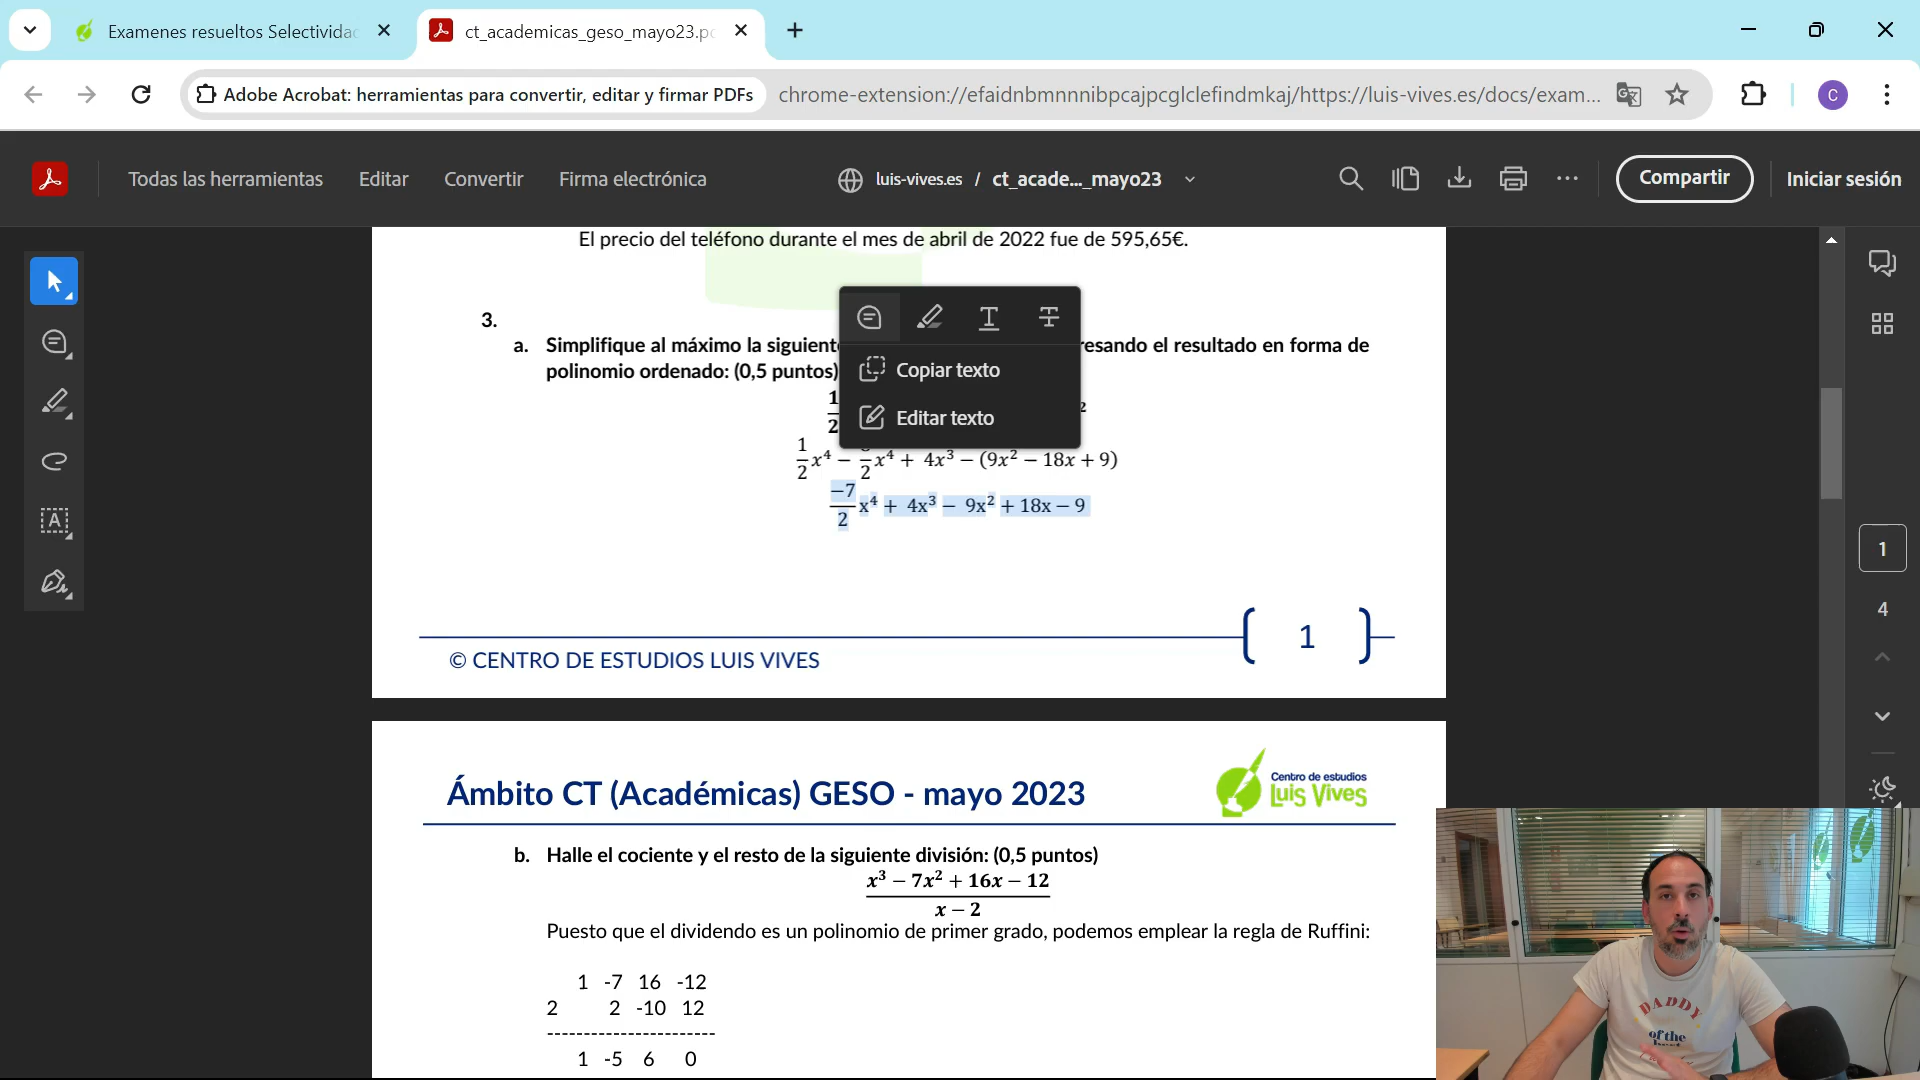 Examenes resueltos Selectivida
ct_academicas_geso_mayo23.pc
Adobe Acrobat: herramientas para convertir, editar y firmar PDFs
chrome-extension://efaidnbmnnnibpcajpcglclefindmkaj/https://luis-vives.es/docs/exam...
C
Todas las herramientas
Editar
Convertir
Firma electrónica
luis-vives.es / ct_acade..._mayo23
Compartir
Iniciar sesión
El precio del teléfono durante el mes de abril de 2022 fue de 595,65€.
3.
a. Simplifique al máximo la siguient
resando el resultado en forma de
polinomio ordenado: (0,5 puntos)
Copiar texto
Editar texto
1/2 x⁴ − /2 x⁴ + 4x³ − (9x² − 18x + 9)
−7/2 x⁴ + 4x³ − 9x² + 18x − 9
1
4
© CENTRO DE ESTUDIOS LUIS VIVES
1
Ámbito CT (Académicas) GESO - mayo 2023
Centro de estudios
Luis Vives
b. Halle el cociente y el resto de la siguiente división: (0,5 puntos)
x³ − 7x² + 16x − 12
x − 2
Puesto que el dividendo es un polinomio de primer grado, podemos emplear la regla de Ruffini:
1 -7 16 -12
2 2 -10 12
------------------------
1 -5 6 0
DADDY
of the